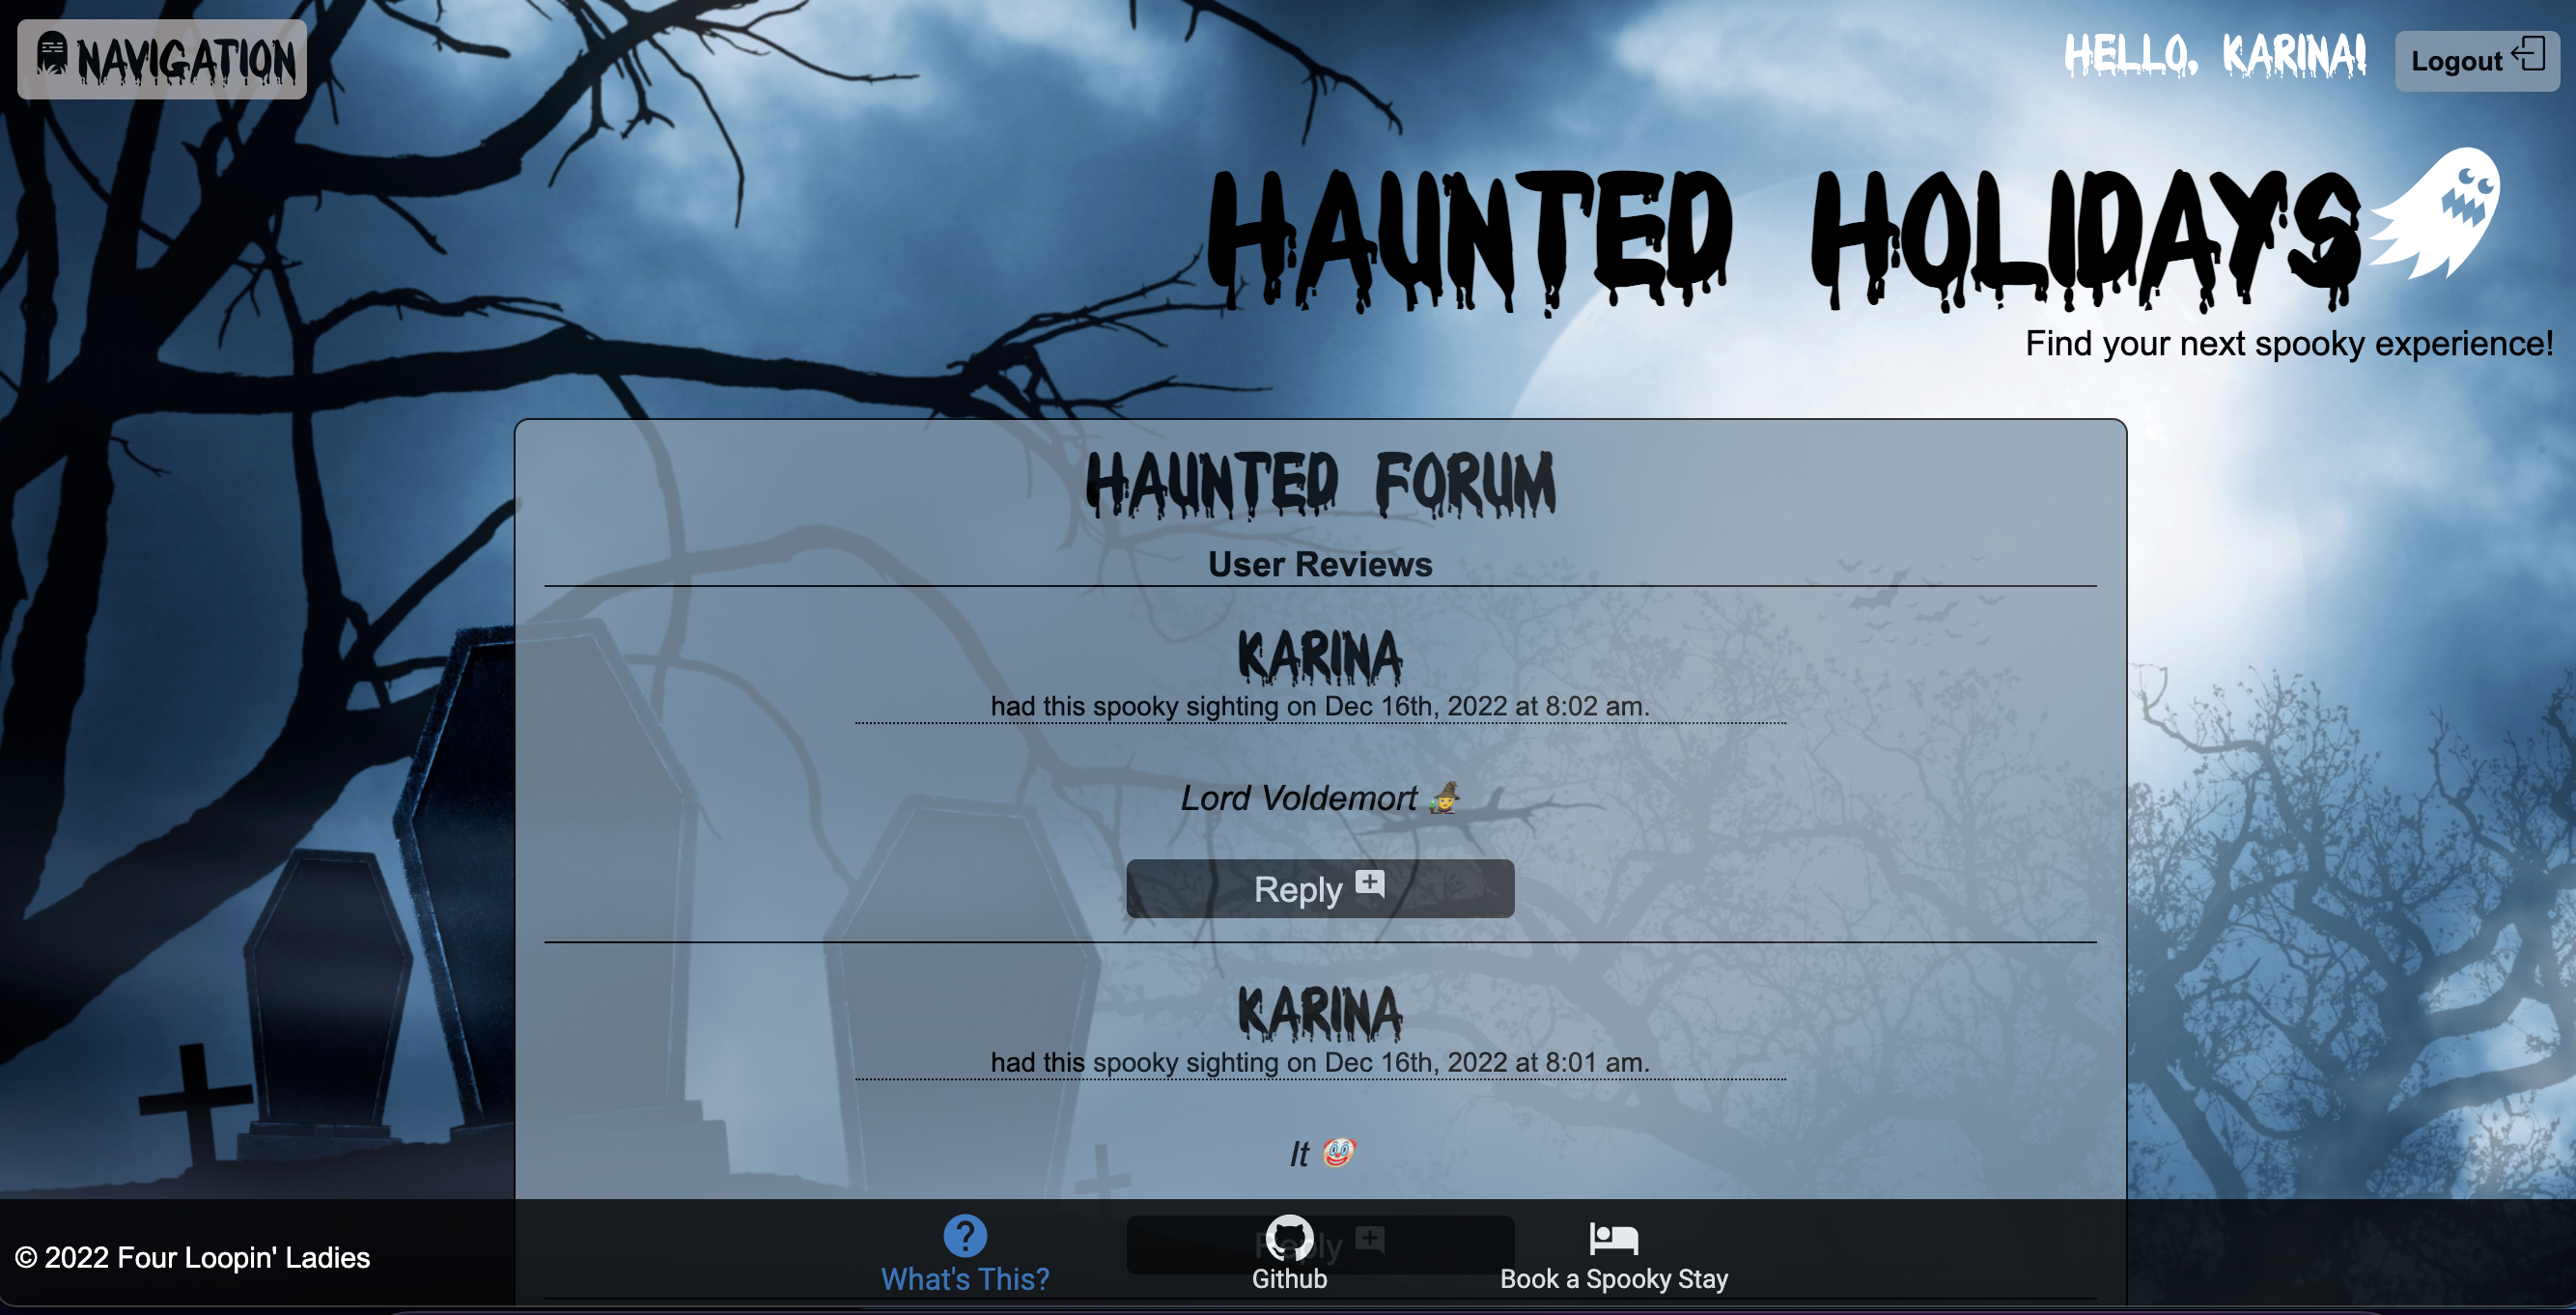 NAVIGATION
HELLO, KARINA!
Logout
HAUNTED HOLIDAYS
Find your next spooky experience!
HAUNTED FORUM
User Reviews
KARINA
had this spooky sighting on Dec 16th, 2022 at 8:02 am.
Lord Voldemort
Reply
KARINA
had this spooky sighting on Dec 16th, 2022 at 8:01 am.
It
Reply
© 2022 Four Loopin' Ladies
What's This?
Github
Book a Spooky Stay